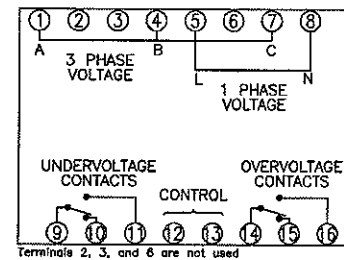 1 2 3 4 5 6 7 8
A B C
3 PHASE
VOLTAGE
L N
1 PHASE
VOLTAGE
UNDERVOLTAGE
CONTACTS
CONTROL
OVERVOLTAGE
CONTACTS
9 10 11 12 13 14 15 16
Terminals 2, 3, and 6 are not used